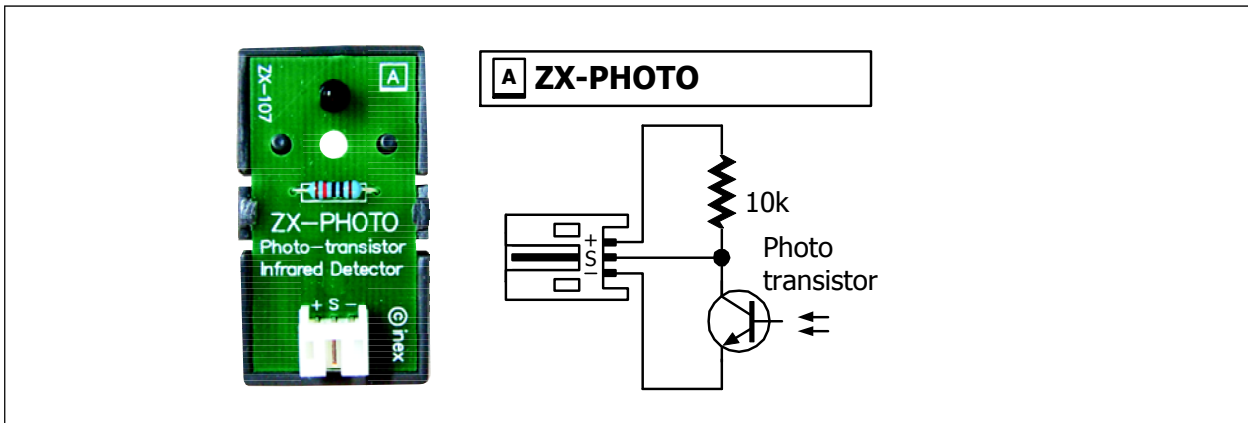 ZX-107
A
ZX-PHOTO
Photo-transistor
Infrared Detector
+ S -
© inex
A ZX-PHOTO
10k
Photo
transistor
+
S
–